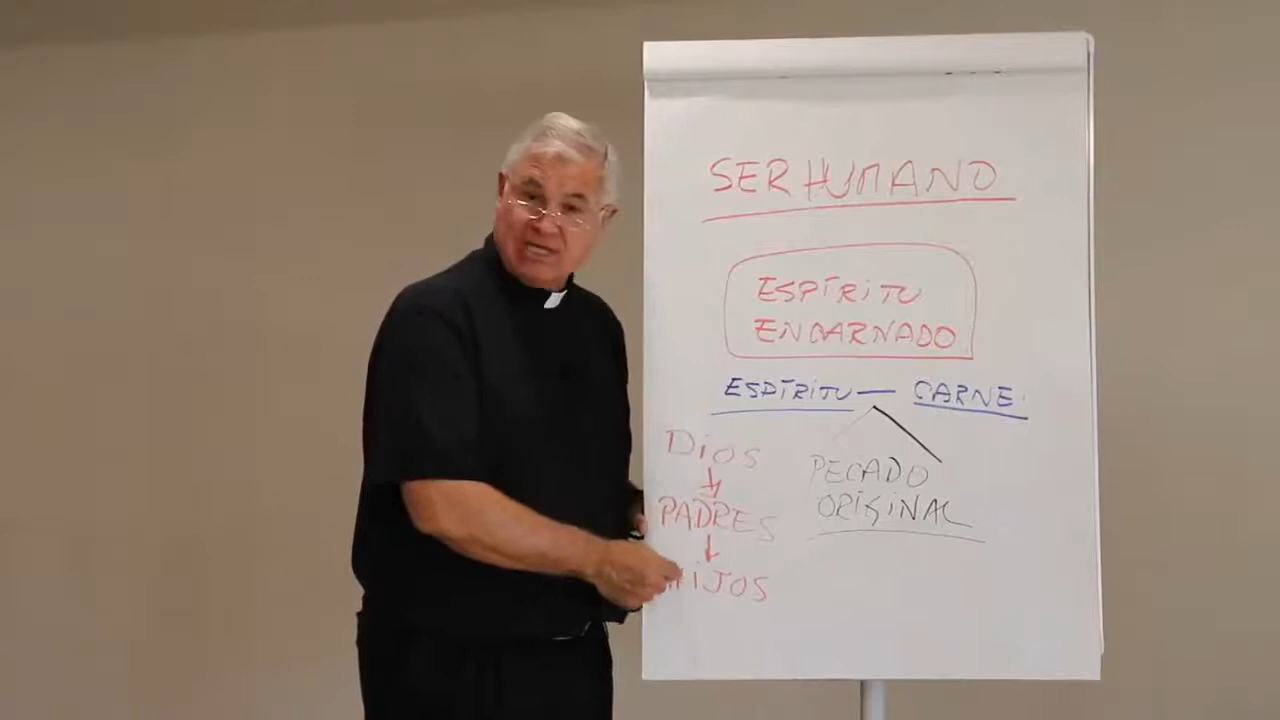 SER HUMANO
ESPÍRITU
ENCARNADO
ESPÍRITU — CARNE
DIOS
PADRES
HIJOS
PECADO
ORIGINAL